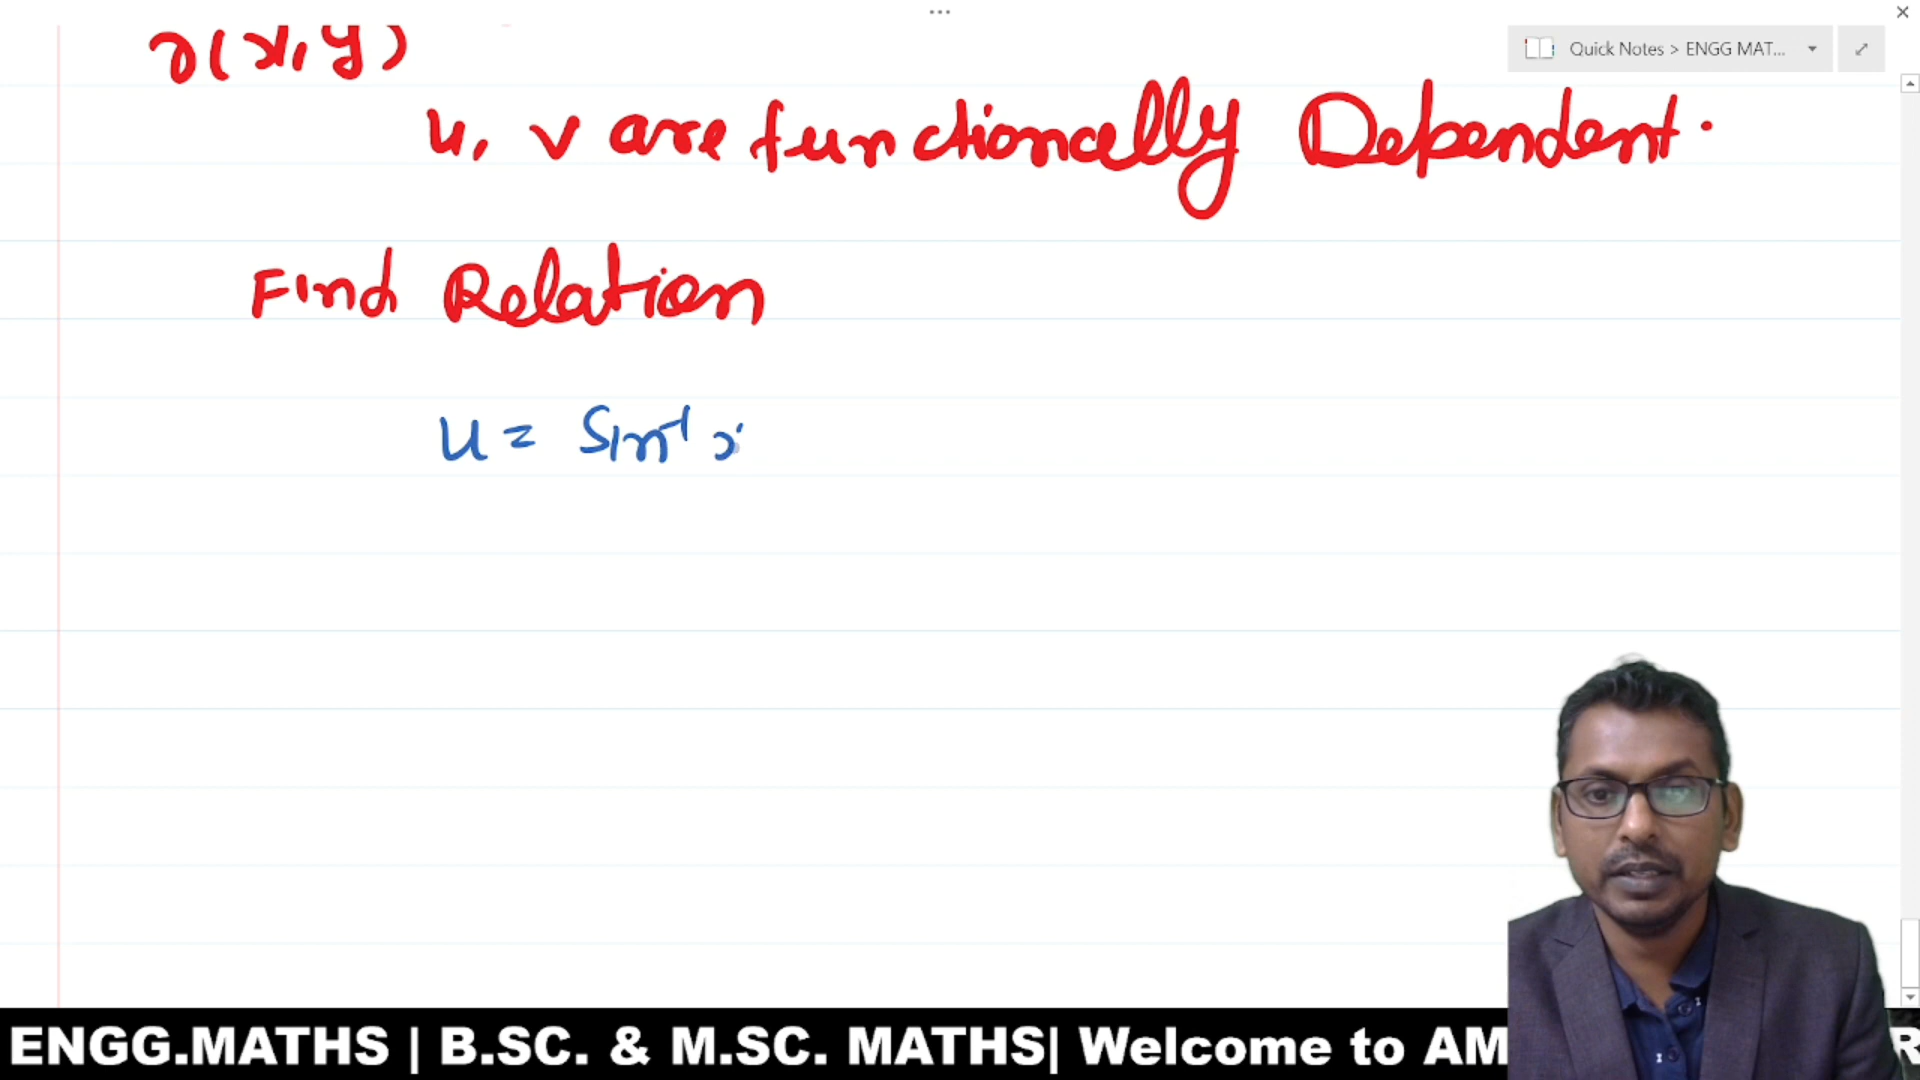 ∂(x,y)
u, v are functionally Dependent.
Find Relation
u = Sin⁻¹ x
Quick Notes > ENGG MAT...
ENGG.MATHS | B.SC. & M.SC. MATHS| Welcome to AM